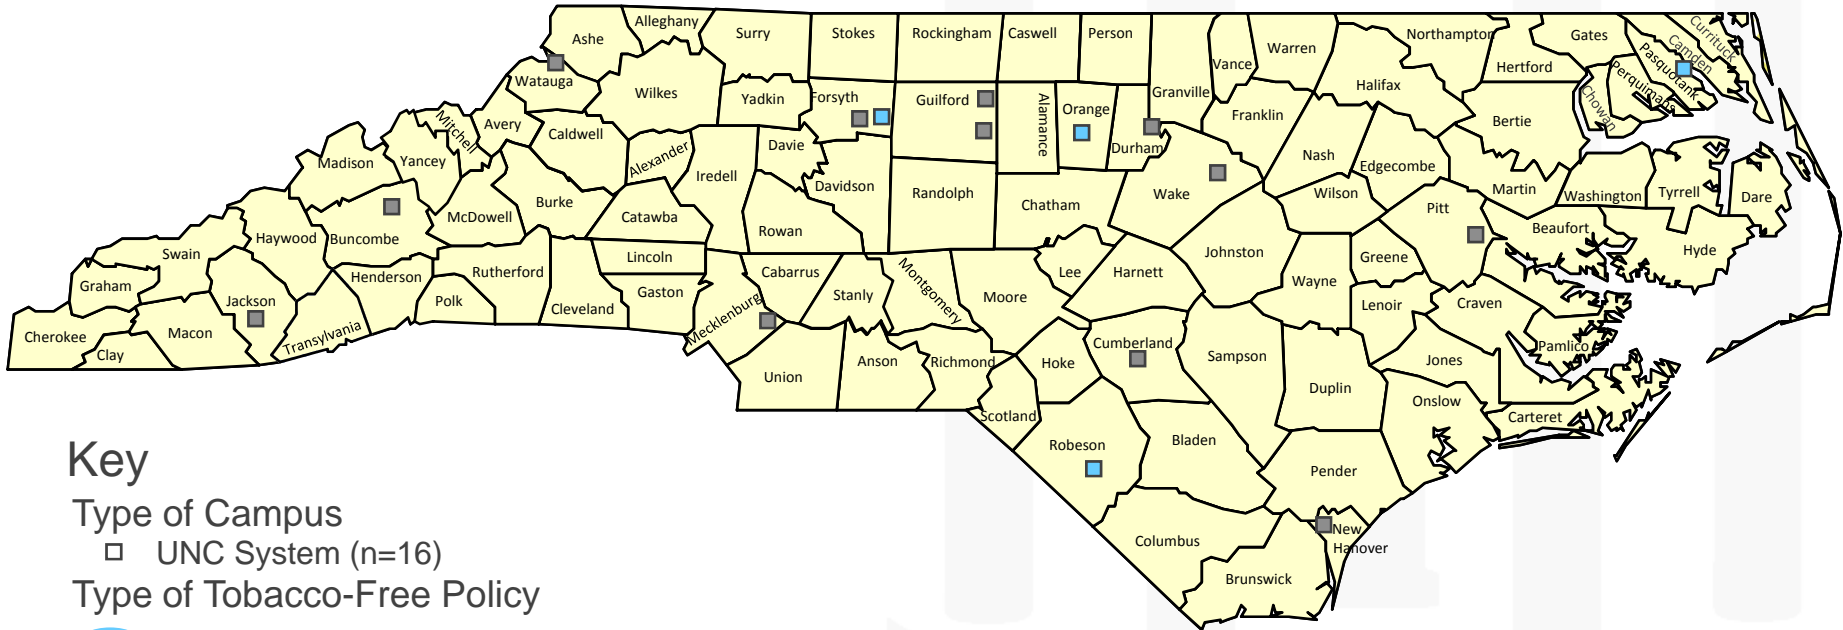 Alleghany
Ashe
Surry
Stokes
Rockingham
Caswell
Person
Northampton
Gates
Currituck
Camden
Pasquotank
Perquimans
Chowan
Hertford
Warren
Vance
Granville
Halifax
Watauga
Wilkes
Yadkin
Forsyth
Guilford
Alamance
Orange
Durham
Franklin
Bertie
Mitchell
Avery
Caldwell
Alexander
Iredell
Davie
Madison
Yancey
Davidson
Randolph
Chatham
Wake
Nash
Edgecombe
Martin
Washington
Tyrrell
Dare
McDowell
Burke
Catawba
Rowan
Wilson
Pitt
Beaufort
Hyde
Swain
Haywood
Buncombe
Henderson
Rutherford
Lincoln
Cabarrus
Montgomery
Moore
Lee
Harnett
Johnston
Wayne
Greene
Graham
Jackson
Polk
Cleveland
Gaston
Mecklenburg
Stanly
Lenoir
Craven
Cherokee
Clay
Macon
Transylvania
Union
Anson
Richmond
Hoke
Cumberland
Sampson
Duplin
Jones
Pamlico
Scotland
Onslow
Carteret
Robeson
Bladen
Pender
Columbus
Brunswick
New
Hanover
Key
Type of Campus
UNC System (n=16)
Type of Tobacco-Free Policy